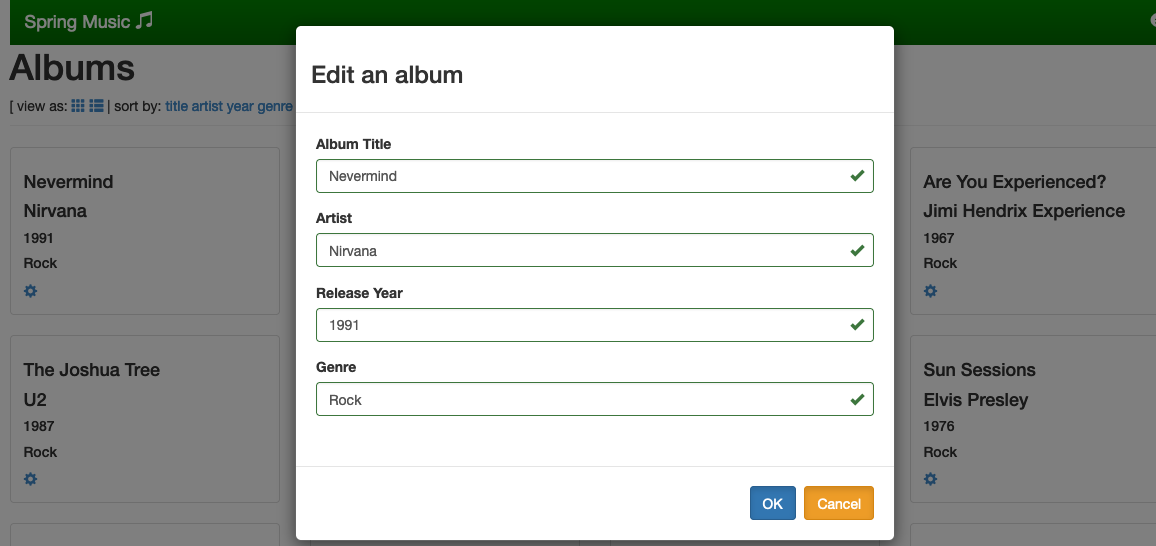 Spring Music
Albums
[ view as: | sort by: title artist year genre
Nevermind
Nirvana
1991
Rock
The Joshua Tree
U2
1987
Rock
Edit an album
Album Title
Nevermind
Artist
Nirvana
Release Year
1991
Genre
Rock
OK Cancel
Are You Experienced?
Jimi Hendrix Experience
1967
Rock
Sun Sessions
Elvis Presley
1976
Rock